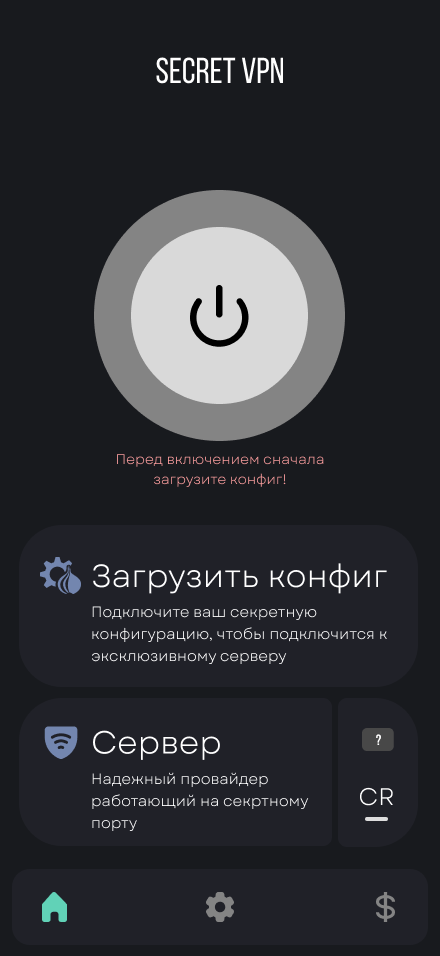 SECRET VPN
Перед включением сначала
загрузите конфиг!
Загрузить конфиг
Подключите ваш секретную
конфигурацию, чтобы подключится к
эксклюзивному серверу
Сервер
Надежный провайдер
работающий на секртному
порту
?
CR
$